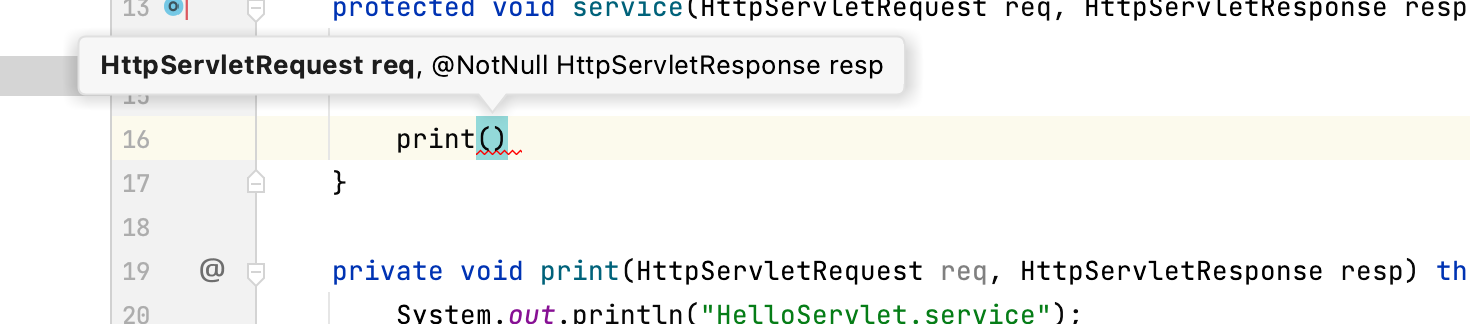 13 protected void service(HttpServletRequest req, HttpServletResponse resp
HttpServletRequest req, @NotNull HttpServletResponse resp
15
16 print()
17 }
18
19 @ private void print(HttpServletRequest req, HttpServletResponse resp) th
20 System.out.println("HelloServlet.service");